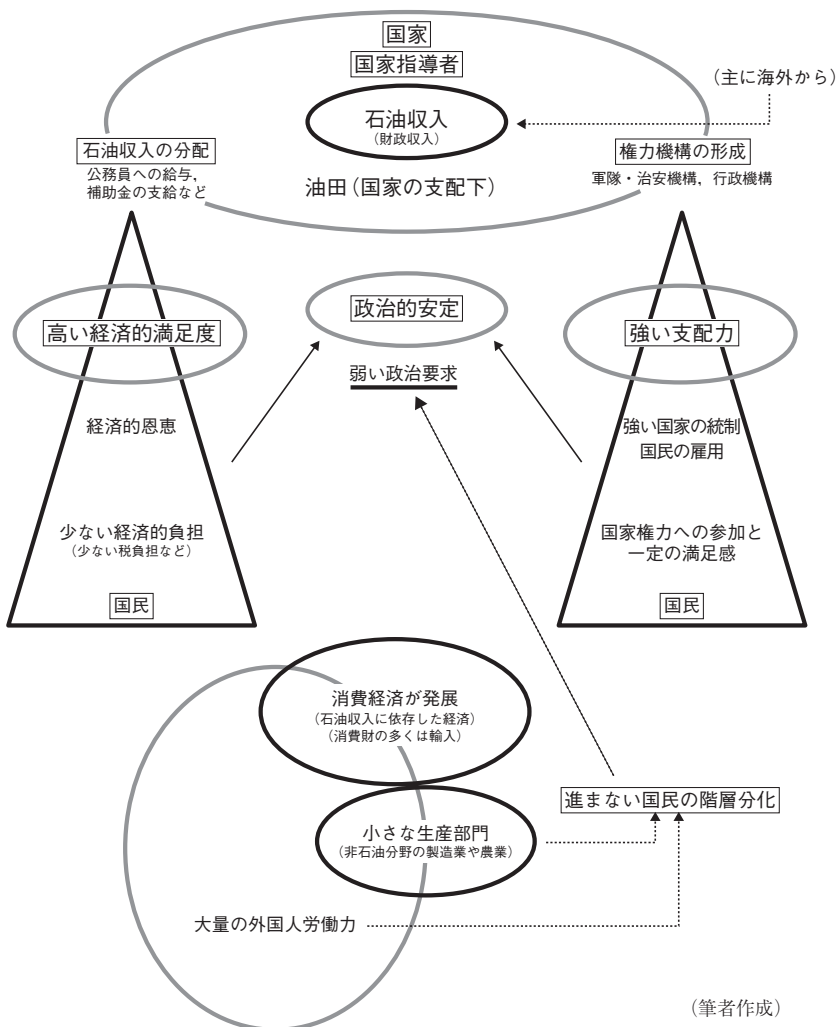 国家
国家指導者
（主に海外から）
石油収入
（財政収入）
石油収入の分配
公務員への給与，
補助金の支給など
油田（国家の支配下）
権力機構の形成
軍隊・治安機構，行政機構
高い経済的満足度
政治的安定
強い支配力
弱い政治要求
経済的恩恵
強い国家の統制
国民の雇用
少ない経済的負担
（少ない税負担など）
国家権力への参加と
一定の満足感
国民
国民
消費経済が発展
（石油収入に依存した経済）
（消費財の多くは輸入）
進まない国民の階層分化
小さな生産部門
（非石油分野の製造業や農業）
大量の外国人労働力
（筆者作成）